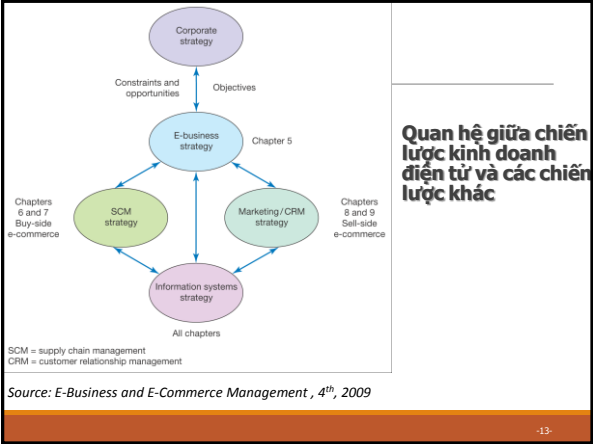 Corporate
strategy
Constraints and
opportunities
Objectives
E-business
strategy
Chapter 5
Quan hệ giữa chiến
lược kinh doanh
điện tử và các chiến
lược khác
Chapters
6 and 7
Buy-side
e-commerce
SCM
strategy
Marketing/CRM
strategy
Chapters
8 and 9
Sell-side
e-commerce
Information systems
strategy
All chapters
SCM = supply chain management
CRM = customer relationship management
Source: E-Business and E-Commerce Management , 4th, 2009
-13-